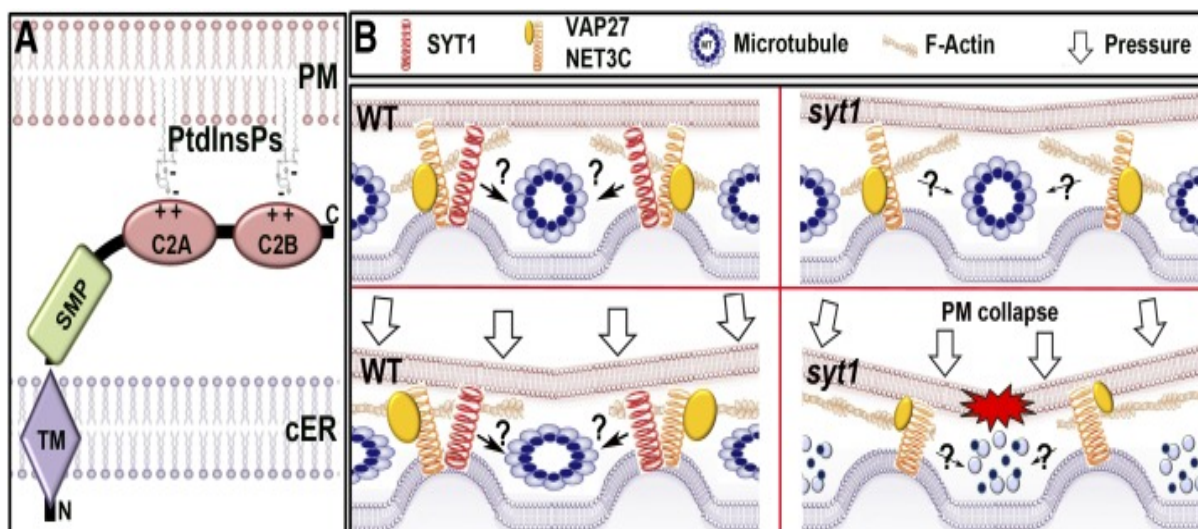 A
PM
PtdInsPs
-
-
-
-
+ +
C2A
+ +
C2B
C
SMP
TM
cER
N
B
SYT1
VAP27
NET3C
MT
Microtubule
F-Actin
Pressure
WT
?
?
syt1
?
?
WT
?
?
syt1
PM collapse
?
?